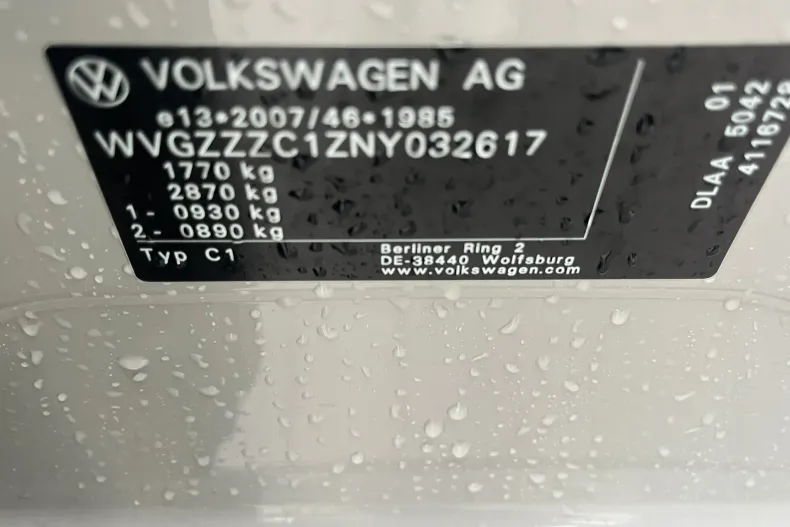 VOLKSWAGEN AG
e13*2007/46*1985
WVGZZZC1ZNY032617
1770 kg
2870 kg
1 - 0930 kg
2 - 0890 kg
Typ C1
Berliner Ring 2
DE-38440 Wolfsburg
www.volkswagen.com
01
DLAA 5042